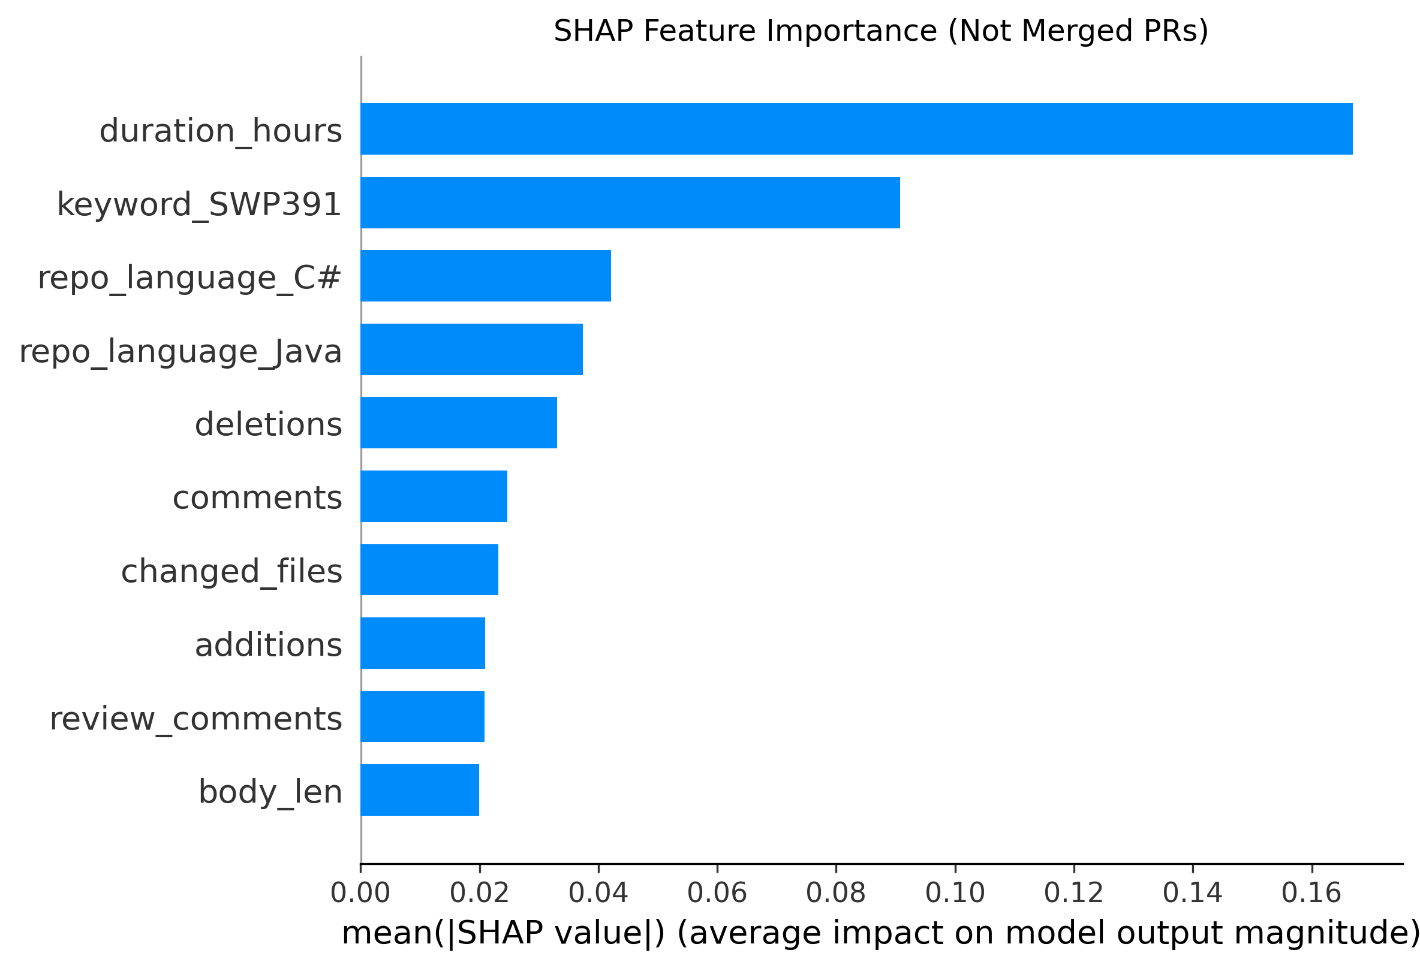 SHAP Feature Importance (Not Merged PRs)
duration_hours
keyword_SWP391
repo_language_C#
repo_language_Java
deletions
comments
changed_files
additions
review_comments
body_len
0.00 0.02 0.04 0.06 0.08 0.10 0.12 0.14 0.16
mean(|SHAP value|) (average impact on model output magnitude)